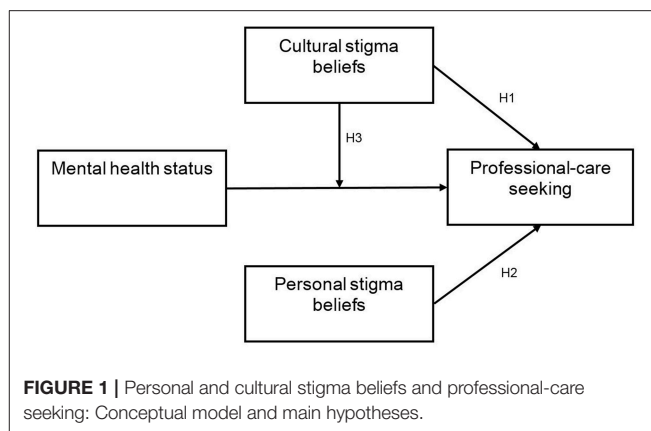 Cultural stigma
beliefs
H1
H3
Mental health status
Professional-care
seeking
Personal stigma
beliefs
H2
FIGURE 1 | Personal and cultural stigma beliefs and professional-care
seeking: Conceptual model and main hypotheses.